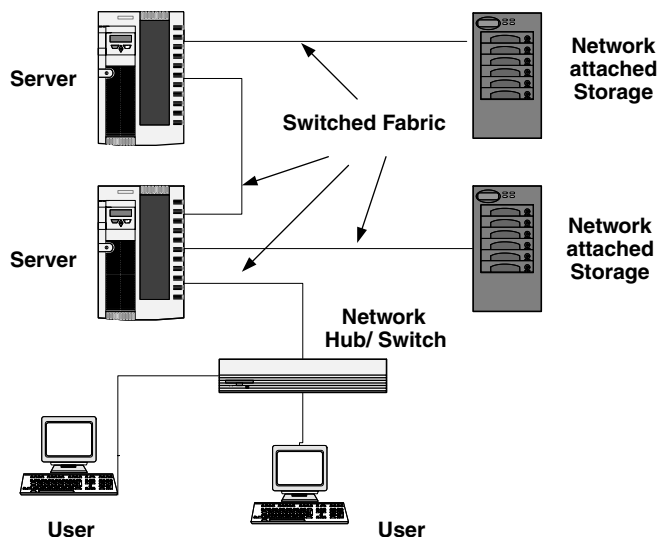 Server
Network
attached
Storage
Switched Fabric
Server
Network
attached
Storage
Network
Hub/ Switch
User
User